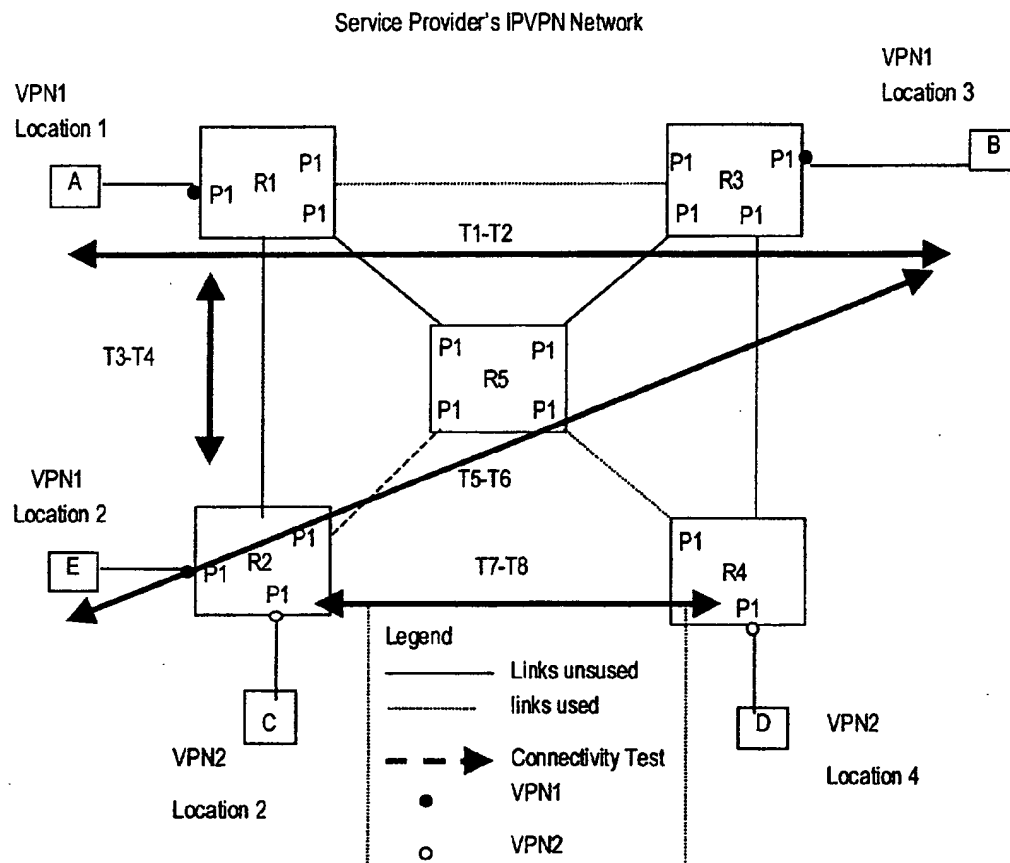 Service Provider's IPVPN Network
VPN1
Location 3
VPN1
Location 1
A
P1
R1
P1
P1
P1
R3
P1
P1
P1
B
T1-T2
T3-T4
P1
P1
R5
P1
P1
VPN1
Location 2
T5-T6
E
P1
R2
P1
P1
T7-T8
P1
R4
P1
Legend
Links unsused
links used
Connectivity Test
VPN1
VPN2
C
VPN2
Location 2
D
VPN2
Location 4